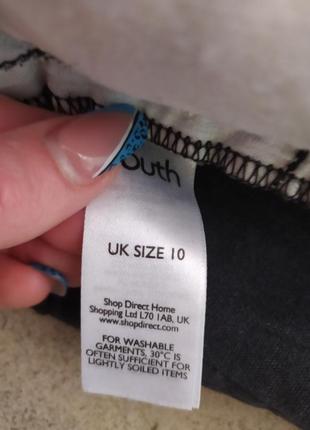 outh
UK SIZE 10
Shop Direct Home
Shopping Ltd L70 1AB, UK
www.shopdirect.com
FOR WASHABLE
GARMENTS, 30°C IS
OFTEN SUFFICIENT FOR
LIGHTLY SOILED ITEMS